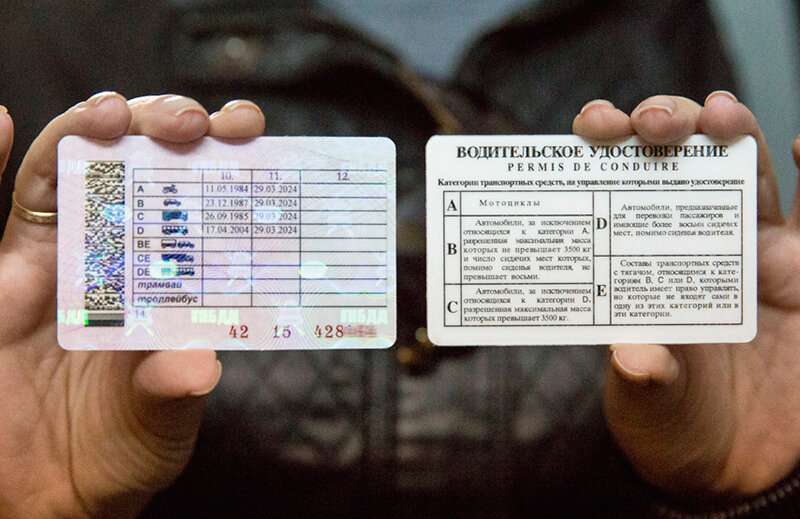 10. 11. 12.
A 11.05.1984 29.03.2024
B 23.12.1987 29.03.2024
C 26.09.1985 29.03.2024
D 17.04.2004 29.03.2024
BE
CE
DE
трамвай
троллейбус
14.
ГИБДД
42 15 428
ВОДИТЕЛЬСКОЕ УДОСТОВЕРЕНИЕ
PERMIS DE CONDUIRE
Категории транспортных средств, на управление которыми выдано удостоверение
A Мотоциклы
B
Автомобили, за исключением
относящихся к категории A,
разрешенная максимальная масса
которых не превышает 3500 кг
и число сидячих мест которых,
помимо сиденья водителя, не
превышает восьми.
C
Автомобили, за исключением
относящихся к категории D,
разрешенная максимальная масса
которых превышает 3500 кг.
D
Автомобили, предназначенные
для перевозки пассажиров и
имеющие более восьми сидячих
мест, помимо сиденья водителя.
E
Составы транспортных средств
с тягачом, относящимся к кате-
гориям B, C или D, которыми
водитель имеет право управлять,
но которые не входят сами в
одну из этих категорий или в
эти категории.